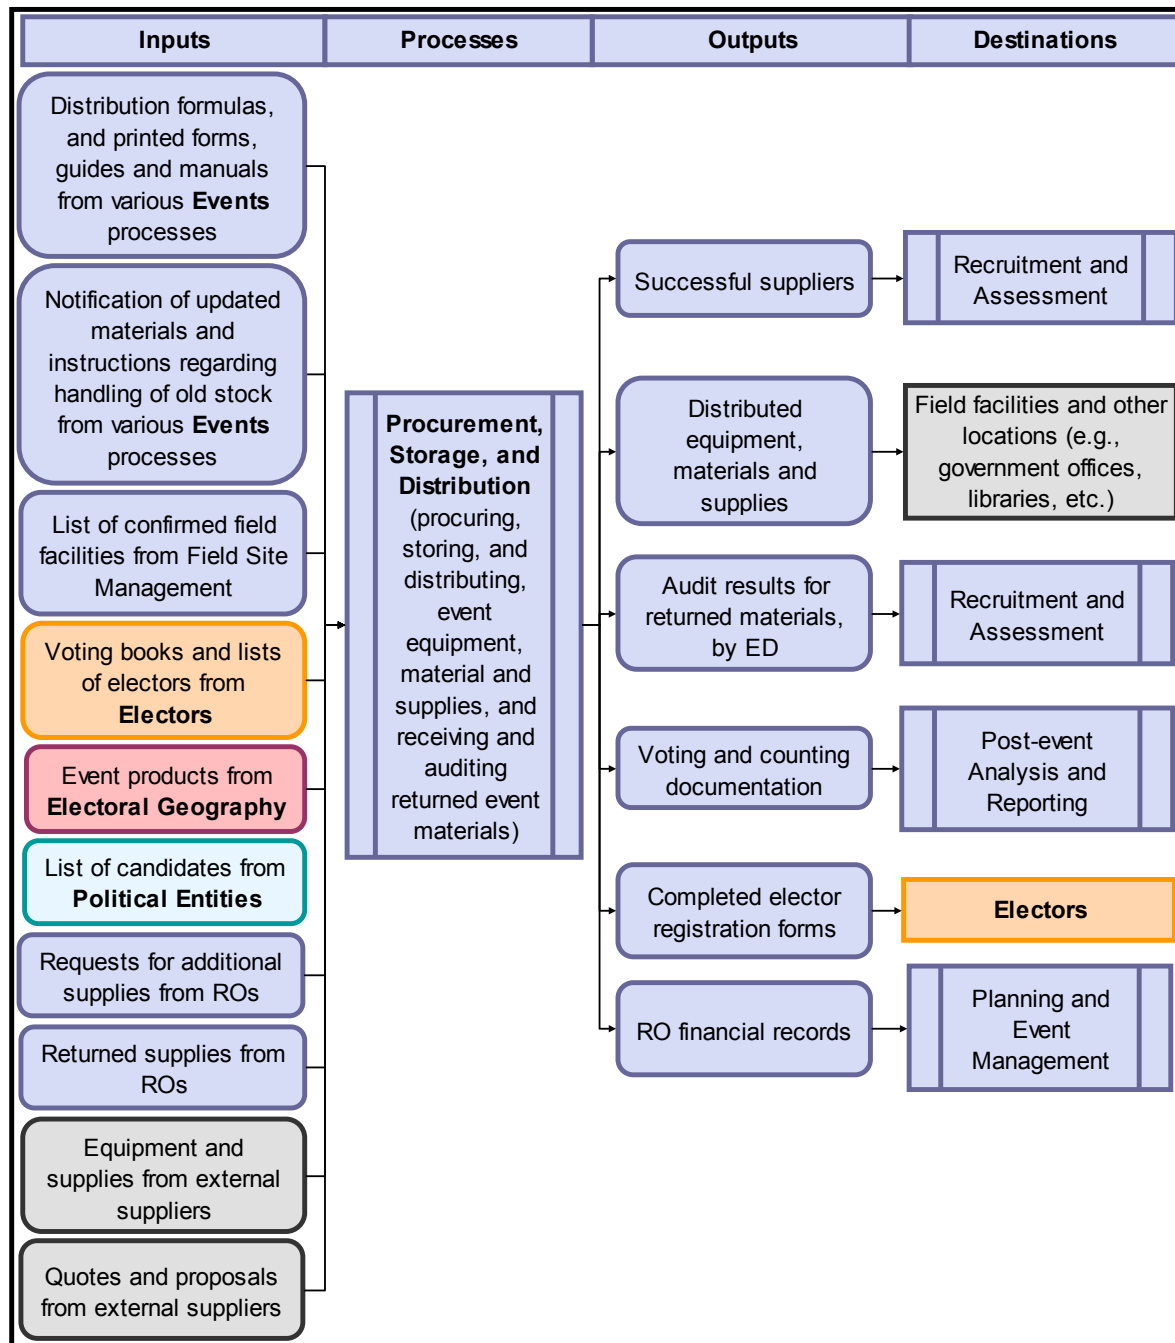 Inputs
Processes
Outputs
Destinations
Distribution formulas,
and printed forms,
guides and manuals
from various Events
processes
Notification of updated
materials and
instructions regarding
handling of old stock
from various Events
processes
List of confirmed field
facilities from Field Site
Management
Voting books and lists
of electors from
Electors
Event products from
Electoral Geography
List of candidates from
Political Entities
Requests for additional
supplies from ROs
Returned supplies from
ROs
Equipment and
supplies from external
suppliers
Quotes and proposals
from external suppliers
Procurement,
Storage, and
Distribution
(procuring,
storing, and
distributing,
event
equipment,
material and
supplies, and
receiving and
auditing
returned event
materials)
Successful suppliers
Distributed
equipment,
materials and
supplies
Audit results for
returned materials,
by ED
Voting and counting
documentation
Completed elector
registration forms
RO financial records
Recruitment and
Assessment
Field facilities and other
locations (e.g.,
government offices,
libraries, etc.)
Recruitment and
Assessment
Post-event
Analysis and
Reporting
Electors
Planning and
Event
Management